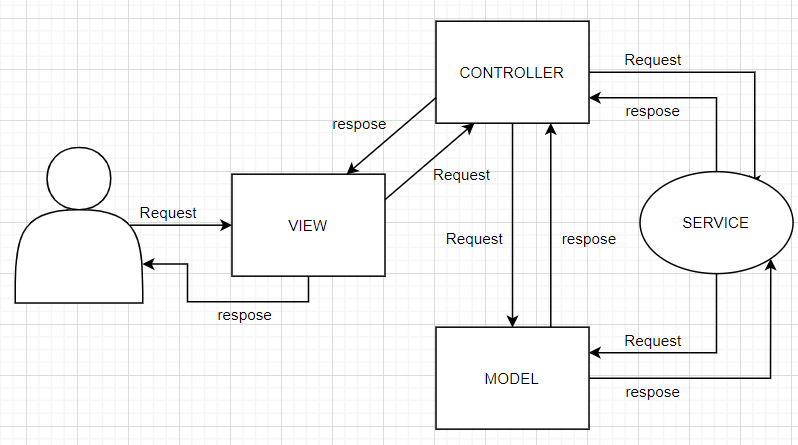 CONTROLLER
Request
respose
respose
Request
Request
VIEW
SERVICE
Request
respose
respose
Request
MODEL
respose